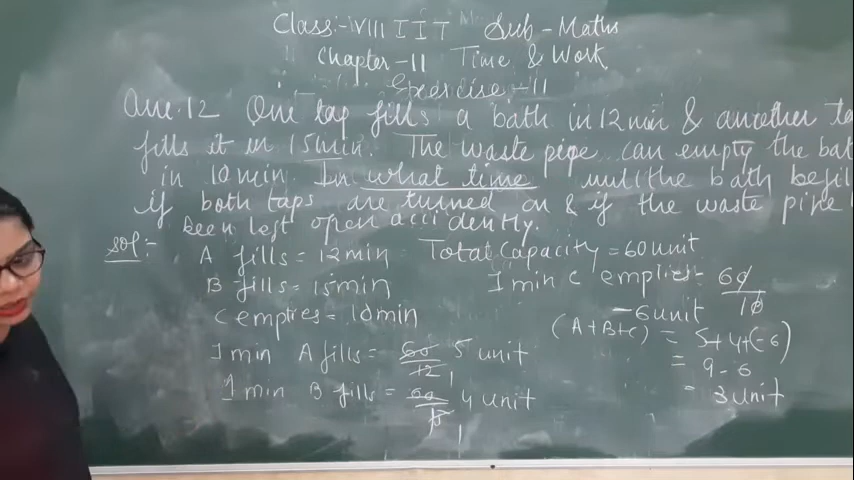 Class:- VIII IIT Sub - Maths
Chapter - 11 Time & Work
Exercise - 11
Que.12 One tap fills a bath in 12 min & another ta
fills it in 15 min. The waste pipe can empty the bat
in 10 min. In what time will the bath be fil
if both taps are turned on & if the waste pipe
been left open accidently.
Sol:-
A fills = 12 min Total Capacity = 60 unit
B fills = 15 min 1 min C empties = 60/10
C empties = 10 min - 6 unit
(A+B+C) = 5+4+(-6)
1 min A fills = 60/12 5 unit = 9 - 6
1 min B fills = 60/15 4 unit = 3 unit